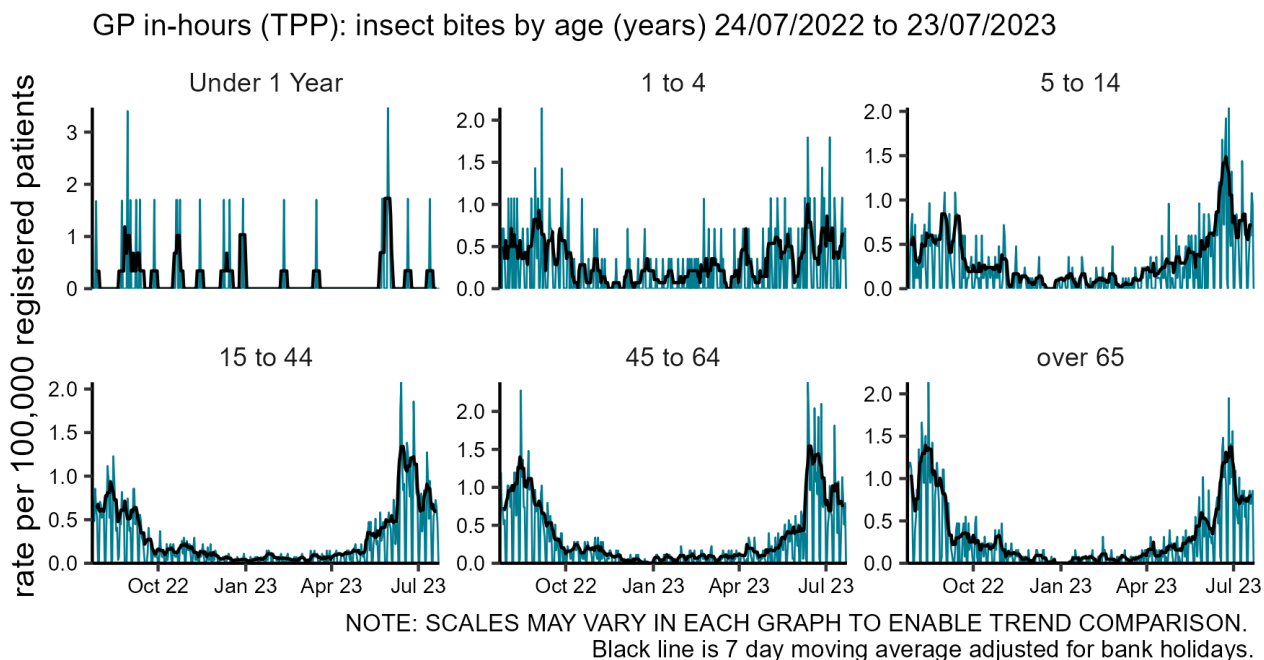 GP in-hours (TPP): insect bites by age (years) 24/07/2022 to 23/07/2023
rate per 100,000 registered patients
Under 1 Year
3
2
1
0
1 to 4
2.0
1.5
1.0
0.5
0.0
5 to 14
2.0
1.5
1.0
0.5
0.0
15 to 44
2.0
1.5
1.0
0.5
0.0
Oct 22 Jan 23 Apr 23 Jul 23
45 to 64
2.0
1.5
1.0
0.5
0.0
Oct 22 Jan 23 Apr 23 Jul 23
over 65
2.0
1.5
1.0
0.5
0.0
Oct 22 Jan 23 Apr 23 Jul 23
NOTE: SCALES MAY VARY IN EACH GRAPH TO ENABLE TREND COMPARISON.
Black line is 7 day moving average adjusted for bank holidays.